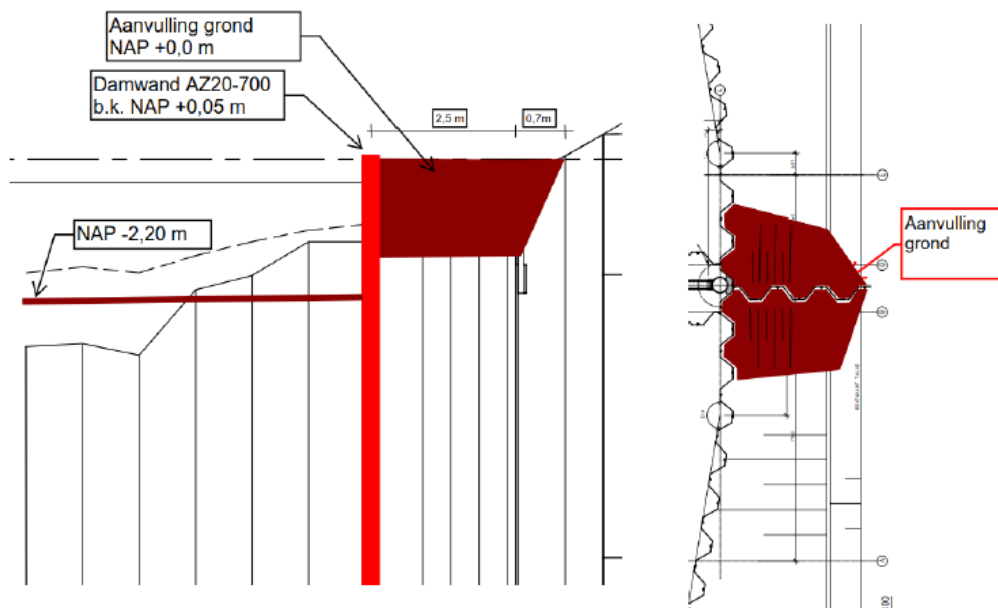 Aanvulling grond
NAP +0,0 m
Damwand AZ20-700
b.k. NAP +0,05 m
2,5 m
0,7m
NAP -2,20 m
Aanvulling
grond